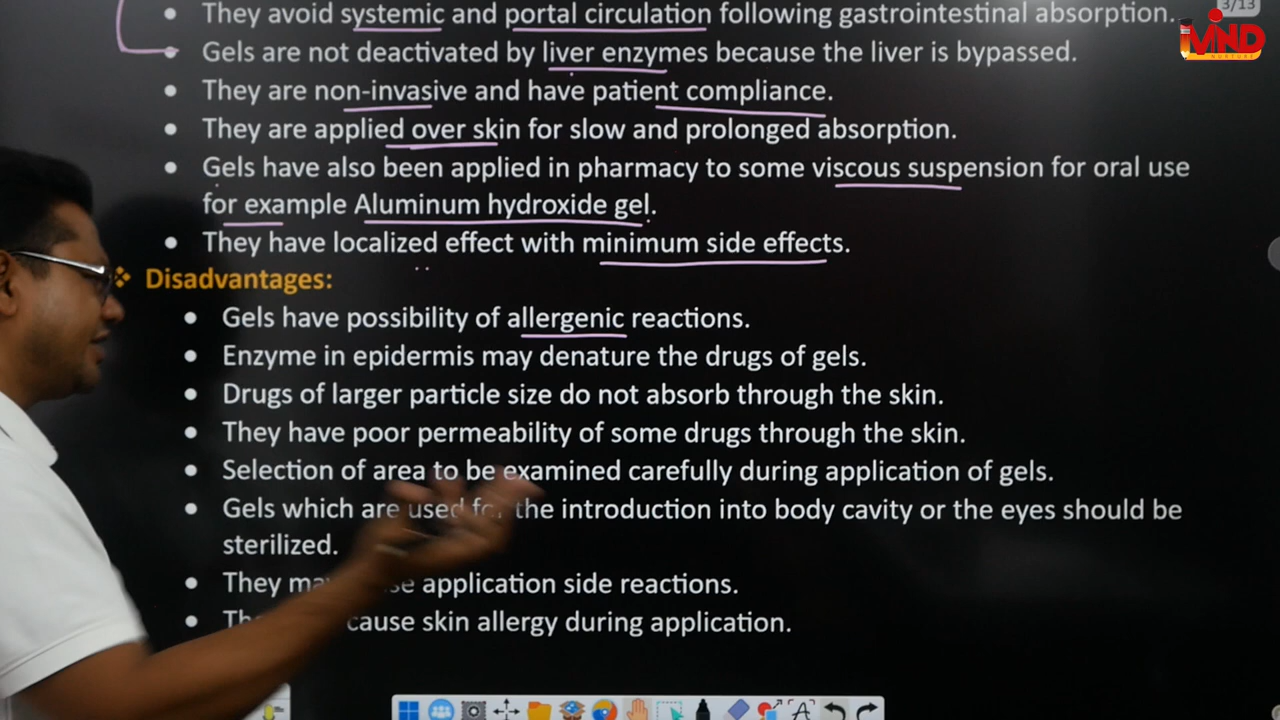 They avoid systemic and portal circulation following gastrointestinal absorption.
3/13
MIND
NURTURE
Gels are not deactivated by liver enzymes because the liver is bypassed.
They are non-invasive and have patient compliance.
They are applied over skin for slow and prolonged absorption.
Gels have also been applied in pharmacy to some viscous suspension for oral use
for example Aluminum hydroxide gel.
They have localized effect with minimum side effects.
Disadvantages:
Gels have possibility of allergenic reactions.
Enzyme in epidermis may denature the drugs of gels.
Drugs of larger particle size do not absorb through the skin.
They have poor permeability of some drugs through the skin.
Selection of area to be examined carefully during application of gels.
Gels which are used the introduction into body cavity or the eyes should be
sterilized.
They application side reactions.
cause skin allergy during application.